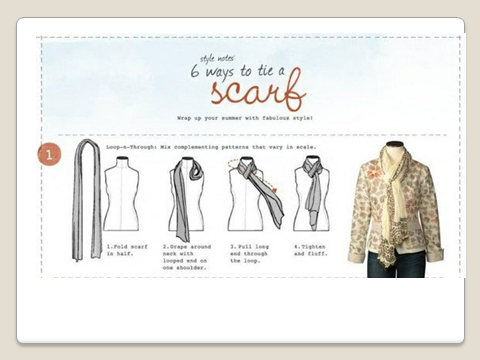 style notes:
6 ways to tie a
scarf
Wrap up your summer with fabulous style!
1
Loop-n-Through: Mix complementing patterns that vary in scale.
1.Fold scarf
in half.
2.Drape around
neck with
looped end on
one shoulder.
3.Pull long
end through
the loop.
4.Tighten
and fluff.